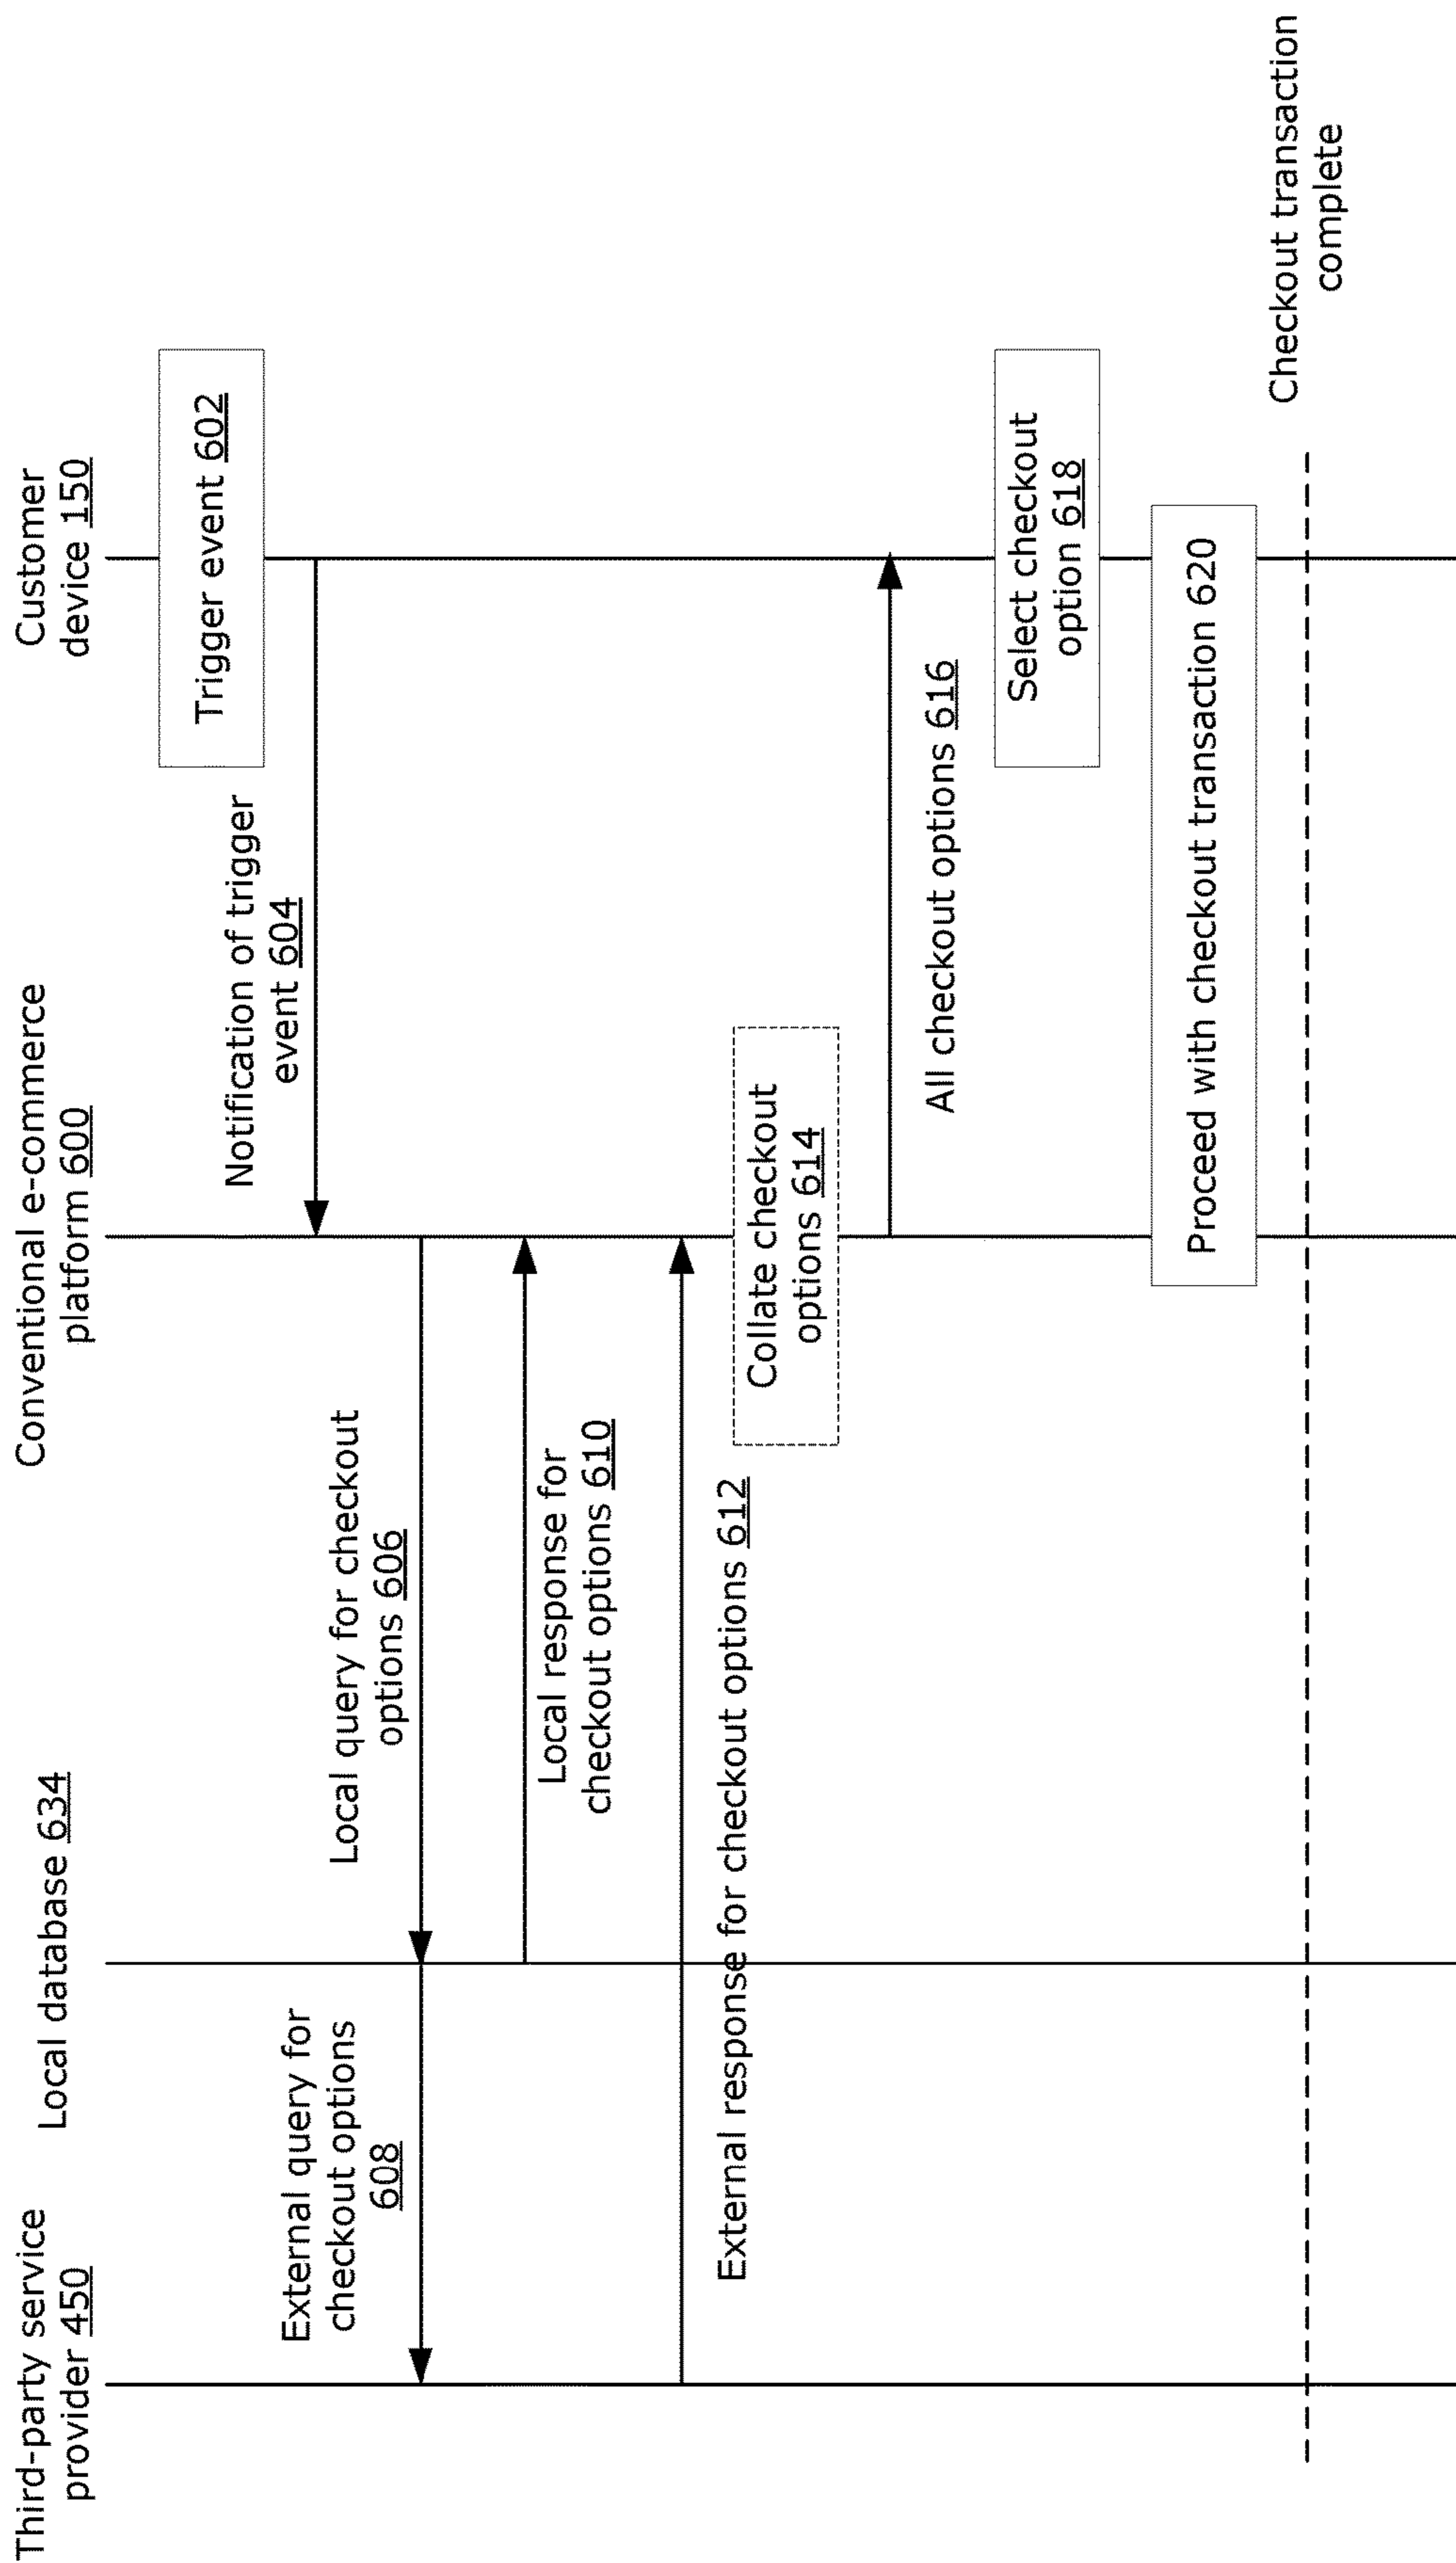 Third-party service
provider 450
Local database 634
Conventional e-commerce
platform 600
Customer
device 150
Trigger event 602
Notification of trigger
event 604
External query for
checkout options
608
Local query for checkout
options 606
Local response for
checkout options 610
External response for checkout options 612
Collate checkout
options 614
All checkout options 616
Select checkout
option 618
Proceed with checkout transaction 620
Checkout transaction
complete